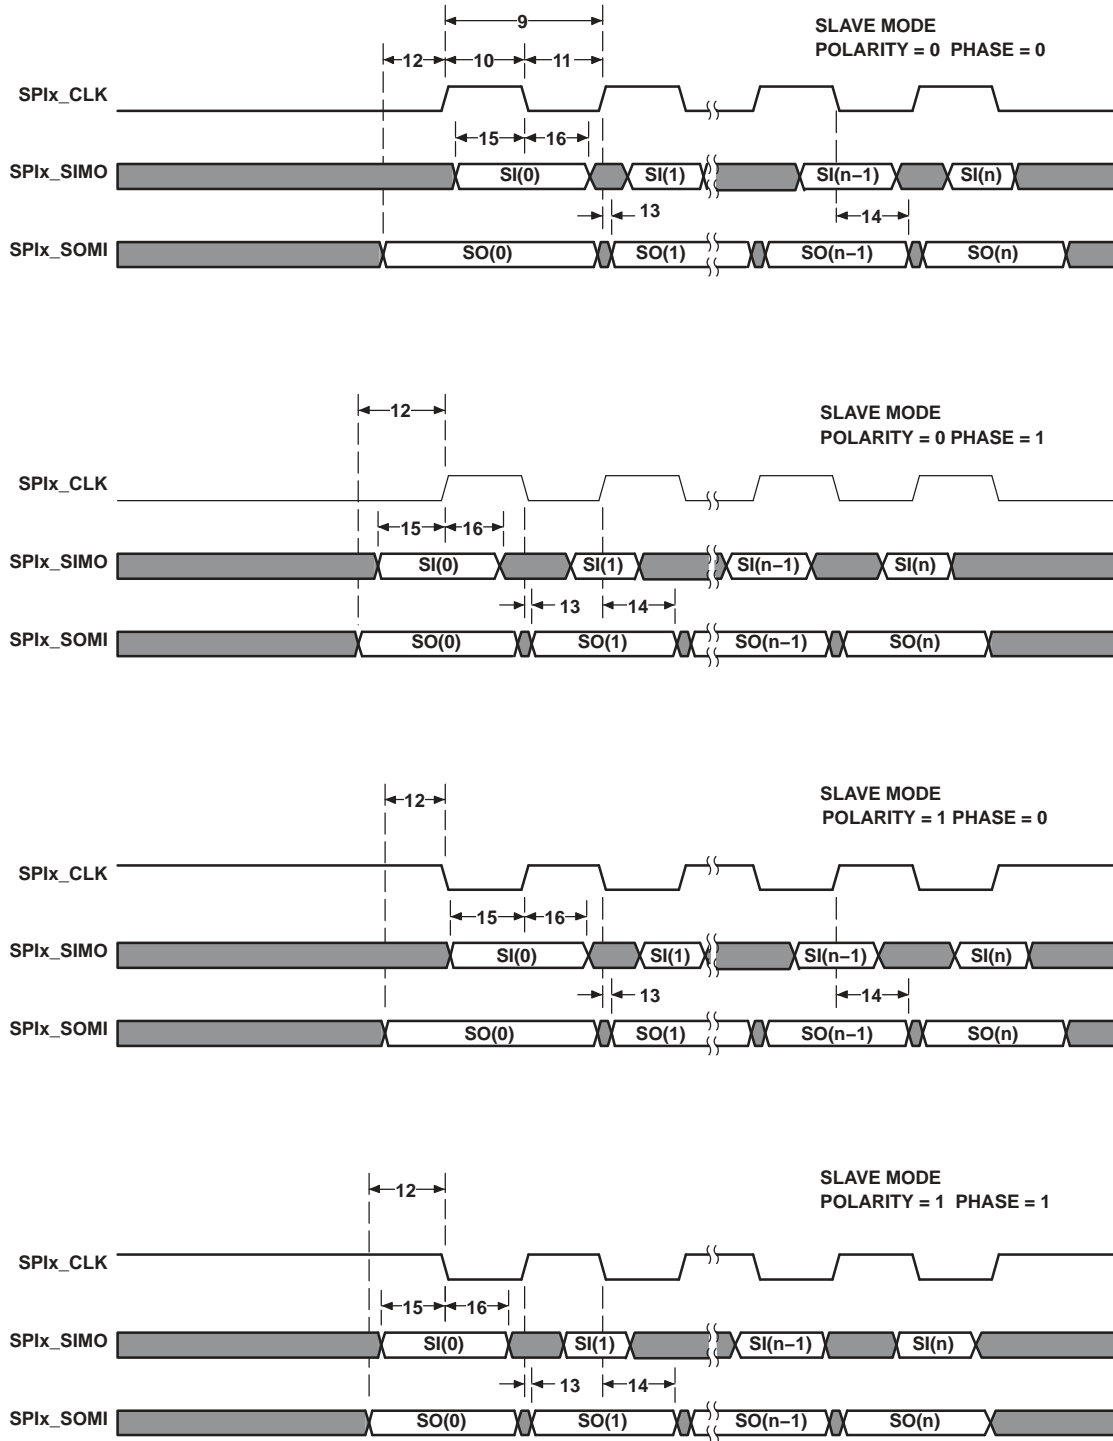 9
SLAVE MODE
POLARITY = 0 PHASE = 0
12 10 11
SPIx_CLK
15 16
SPIx_SIMO SI(0) SI(1) SI(n−1) SI(n)
13 14
SPIx_SOMI SO(0) SO(1) SO(n−1) SO(n)
12
SLAVE MODE
POLARITY = 0 PHASE = 1
SPIx_CLK
15 16
SPIx_SIMO SI(0) SI(1) SI(n−1) SI(n)
13 14
SPIx_SOMI SO(0) SO(1) SO(n−1) SO(n)
12
SLAVE MODE
POLARITY = 1 PHASE = 0
SPIx_CLK
15 16
SPIx_SIMO SI(0) SI(1) SI(n−1) SI(n)
13 14
SPIx_SOMI SO(0) SO(1) SO(n−1) SO(n)
12
SLAVE MODE
POLARITY = 1 PHASE = 1
SPIx_CLK
15 16
SPIx_SIMO SI(0) SI(1) SI(n−1) SI(n)
13 14
SPIx_SOMI SO(0) SO(1) SO(n−1) SO(n)